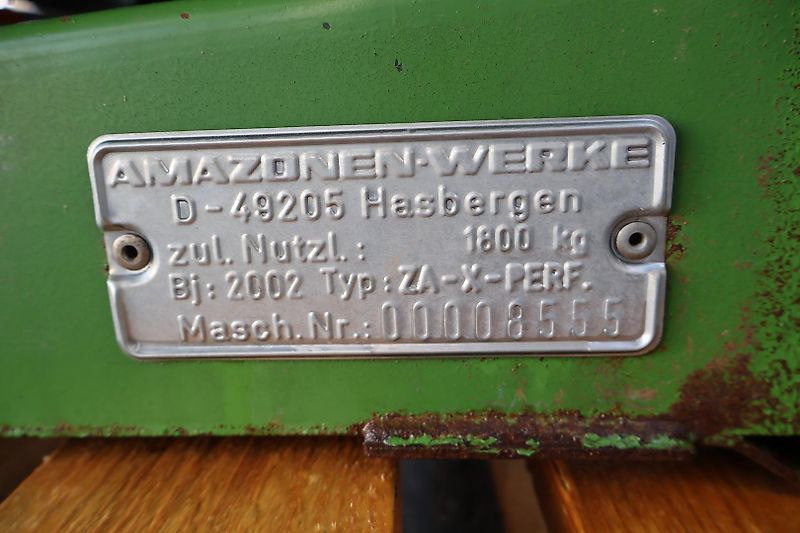 AMAZONEN-WERKE
D-49205 Hasbergen
zul. Nutzl.: 1800 kg
Bj: 2002 Typ: ZA-X-PERF.
Masch.Nr.: 00008555